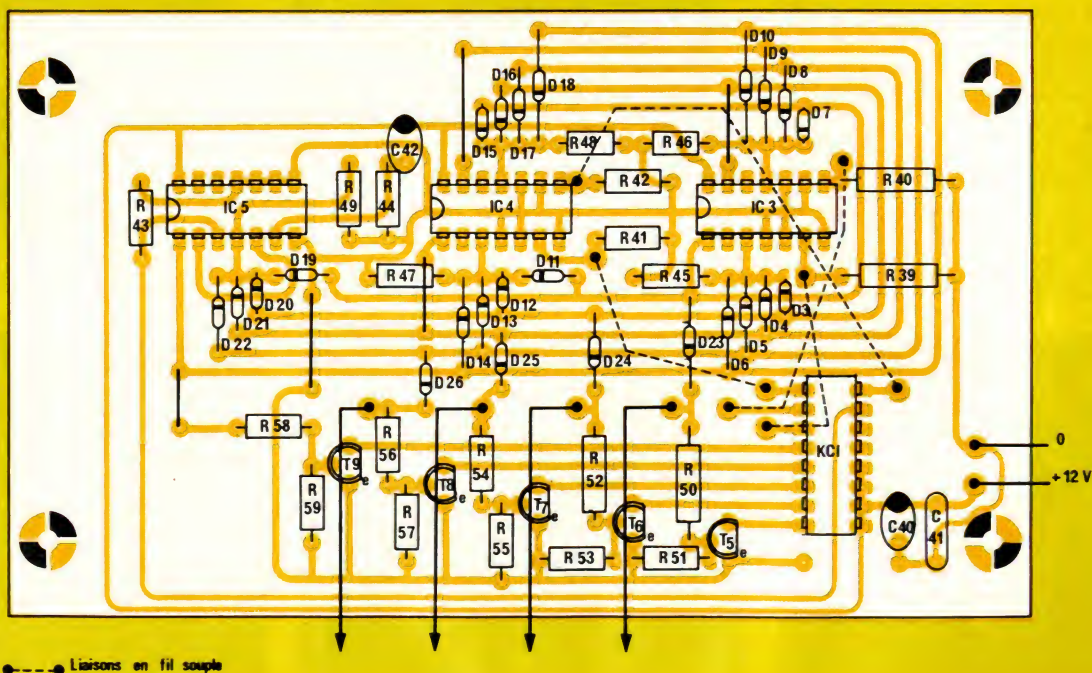 D10
D9
D8
D16
D18
D7
D15
D17
R 48
R 46
C42
R 43
R 49
R 44
R 42
R 40
IC 5
IC 4
IC 3
R 41
D19
D11
R 47
R 45
R 39
D20
D21
D22
D12
D13
D14
D25
D24
D23
D3
D4
D5
D6
D26
R 58
R 56
T9
e
R 54
T8
e
R 52
R 50
KC1
0
+ 12 V
R 59
R 57
R 55
T7
e
T6
e
T5
e
C40
C 41
R 53
R 51
Liaisons en fil souple